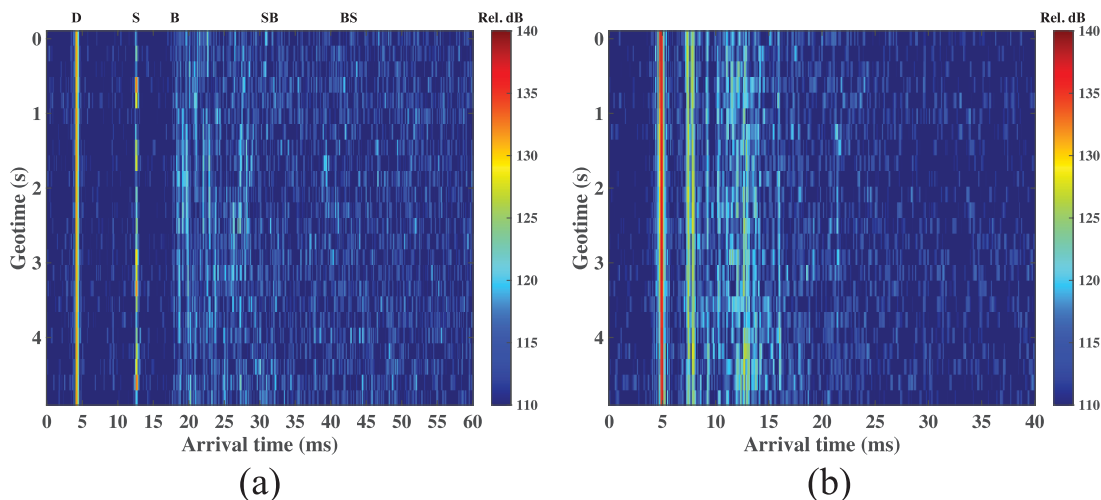 D S B SB BS Rel. dB
140
135
130
125
120
115
110
0
1
2
3
4
Geotime (s)
0 5 10 15 20 25 30 35 40 45 50 55 60
Arrival time (ms)
(a)
Rel. dB
140
135
130
125
120
115
110
0
1
2
3
4
Geotime (s)
0 5 10 15 20 25 30 35 40
Arrival time (ms)
(b)